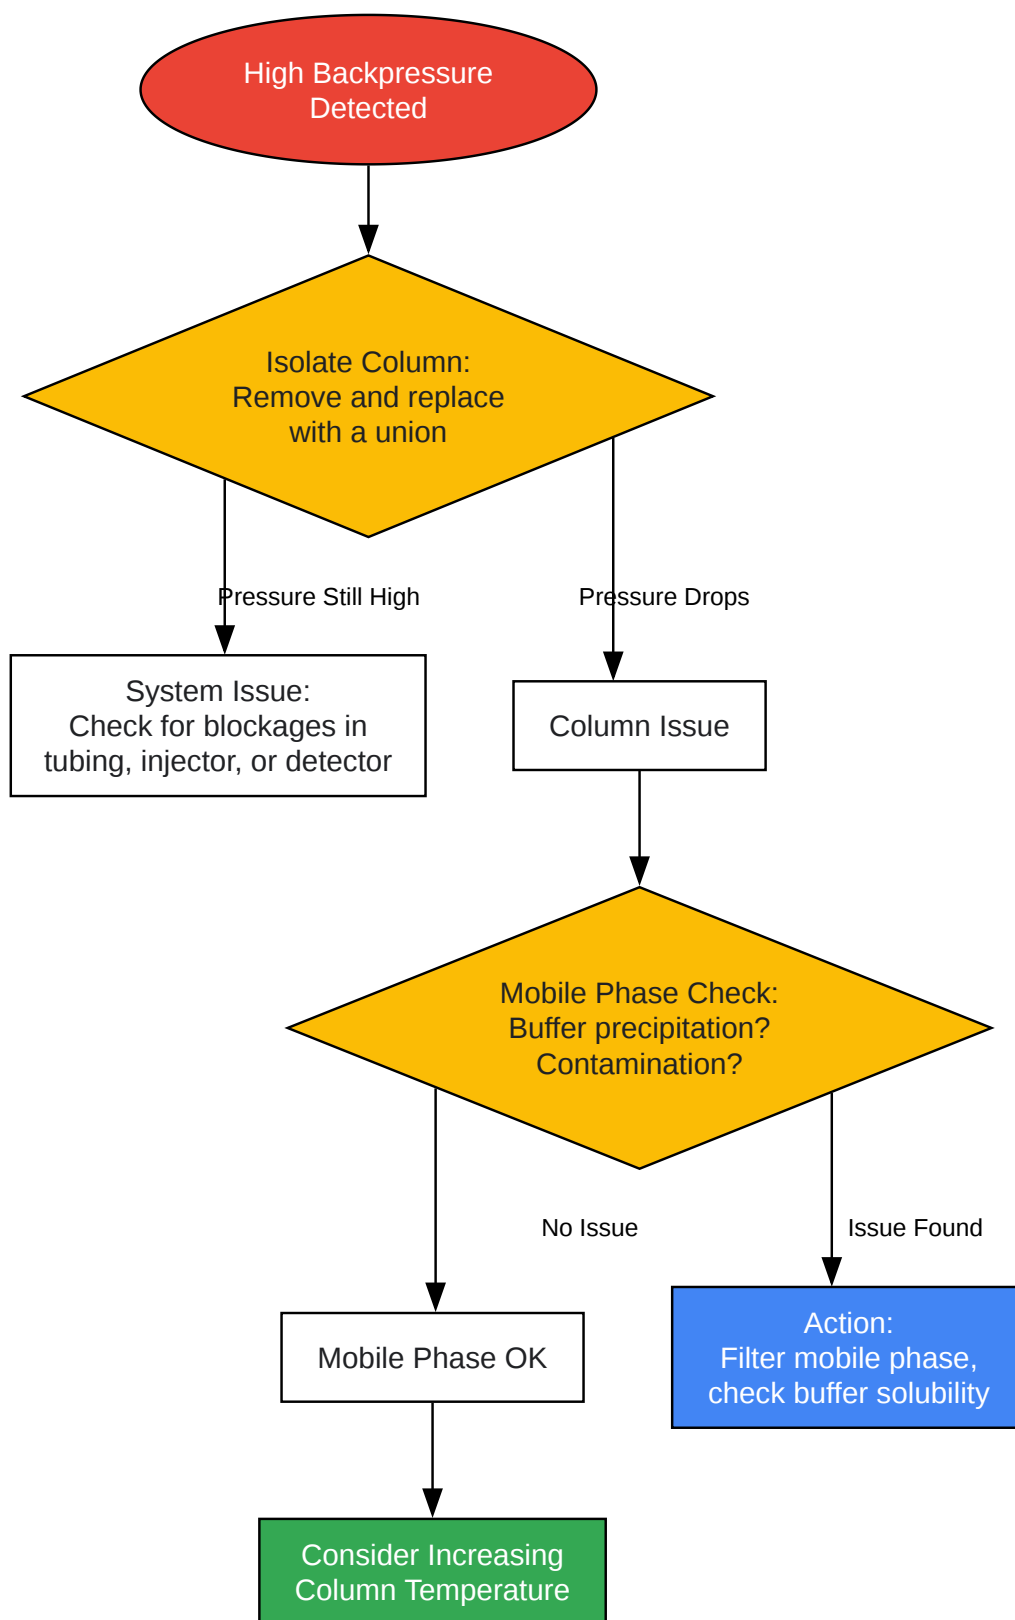 High Backpressure
Detected
Isolate Column:
Remove and replace
with a union
Pressure Still High
Pressure Drops
System Issue:
Check for blockages in
tubing, injector, or detector
Column Issue
Mobile Phase Check:
Buffer precipitation?
Contamination?
No Issue
Issue Found
Mobile Phase OK
Action:
Filter mobile phase,
check buffer solubility
Consider Increasing
Column Temperature